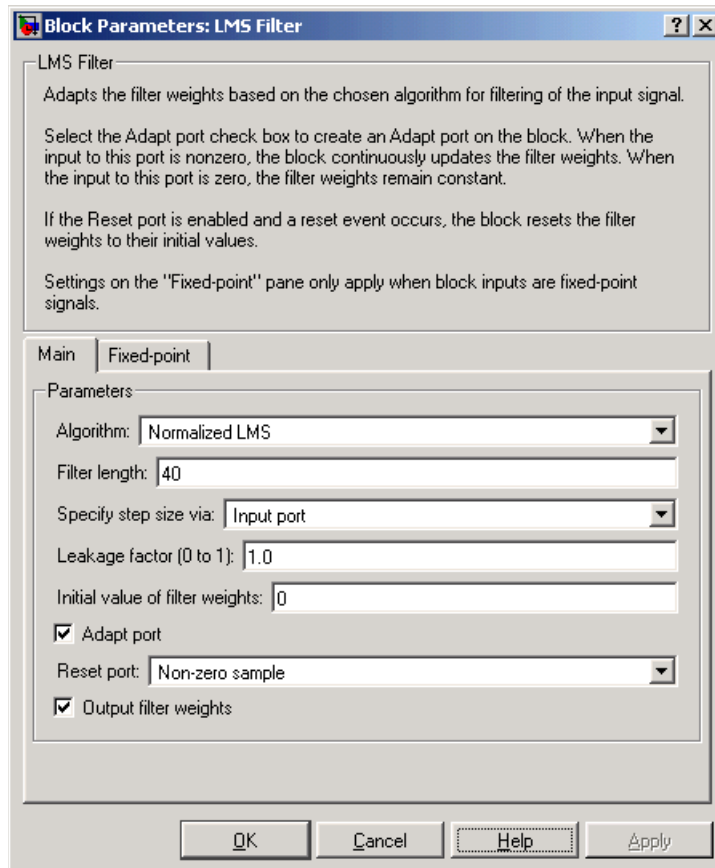 Block Parameters: LMS Filter
LMS Filter
Adapts the filter weights based on the chosen algorithm for filtering of the input signal.
Select the Adapt port check box to create an Adapt port on the block. When the
input to this port is nonzero, the block continuously updates the filter weights. When
the input to this port is zero, the filter weights remain constant.
If the Reset port is enabled and a reset event occurs, the block resets the filter
weights to their initial values.
Settings on the "Fixed-point" pane only apply when block inputs are fixed-point
signals.
Main Fixed-point
Parameters
Algorithm: Normalized LMS
Filter length: 40
Specify step size via: Input port
Leakage factor (0 to 1): 1.0
Initial value of filter weights: 0
Adapt port
Reset port: Non-zero sample
Output filter weights
OK Cancel Help Apply